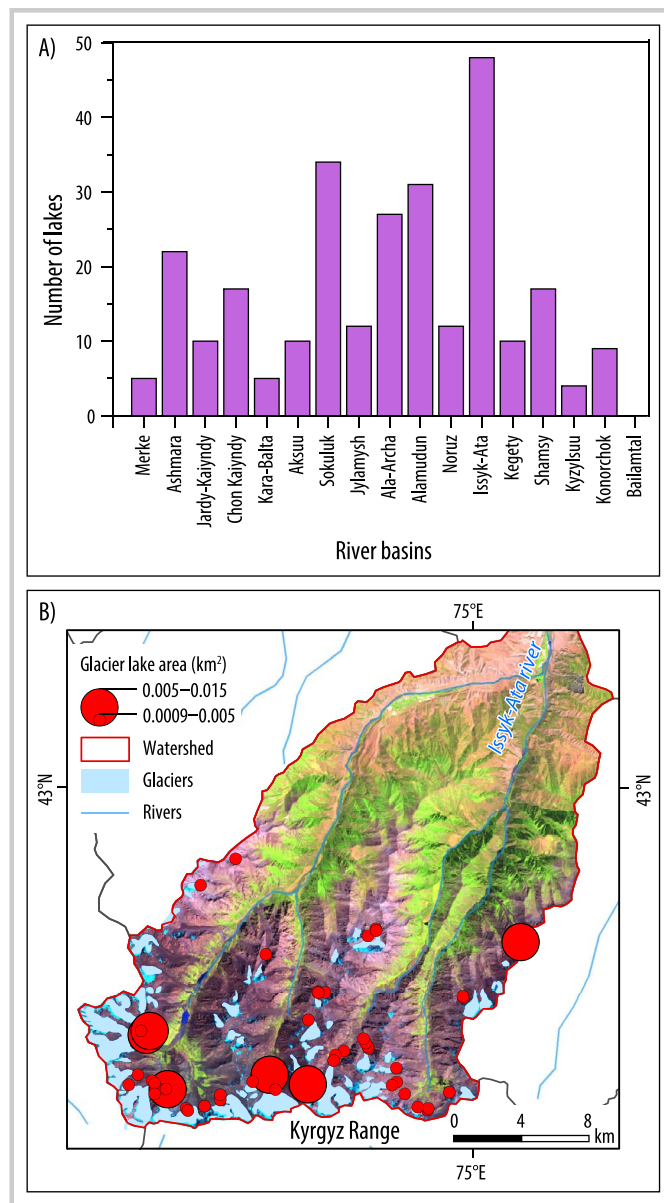 A)
50
40
30
20
10
0
Number of lakes
Merke
Ashmara
Jardy-Kaiyndy
Chon Kaiyndy
Kara-Balta
Aksuu
Sokuluk
Jylamysh
Ala-Archa
Alamudun
Noruz
Issyk-Ata
Kegety
Shamsy
Kyzylsuu
Konorchok
Bailamtal
River basins
B)
75°E
Glacier lake area (km²)
0.005–0.015
0.0009–0.005
Watershed
Glaciers
Rivers
Issyk-Ata river
43°N
43°N
Kyrgyz Range
0 4 8
km
75°E